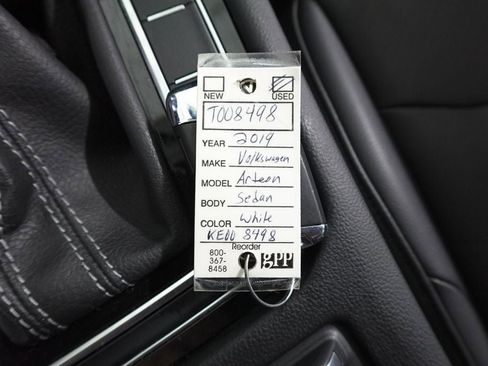 NEW USED
T008498
YEAR 2019
MAKE Volkswagen
MODEL Arteon
BODY Sedan
COLOR White
KE00 8498
Reorder
800-
367-
8458
gpp